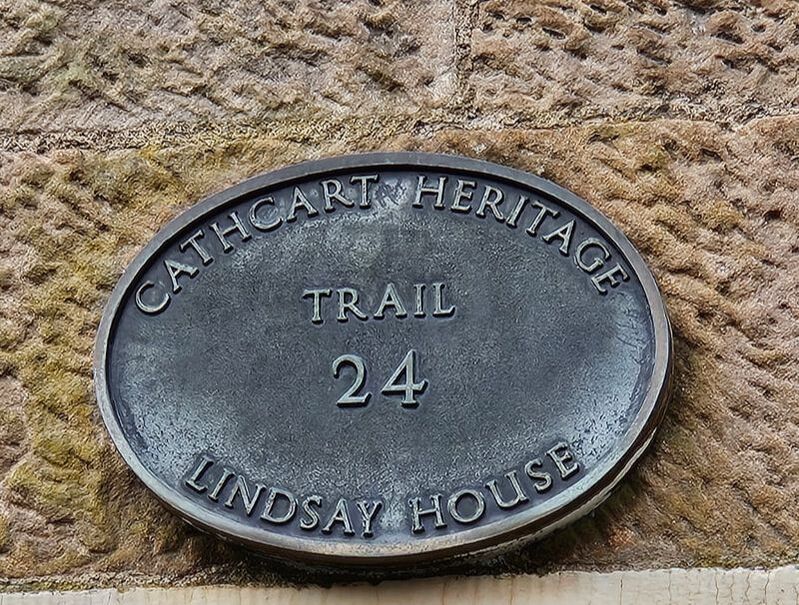 CATHCART HERITAGE
TRAIL
24
LINDSAY HOUSE